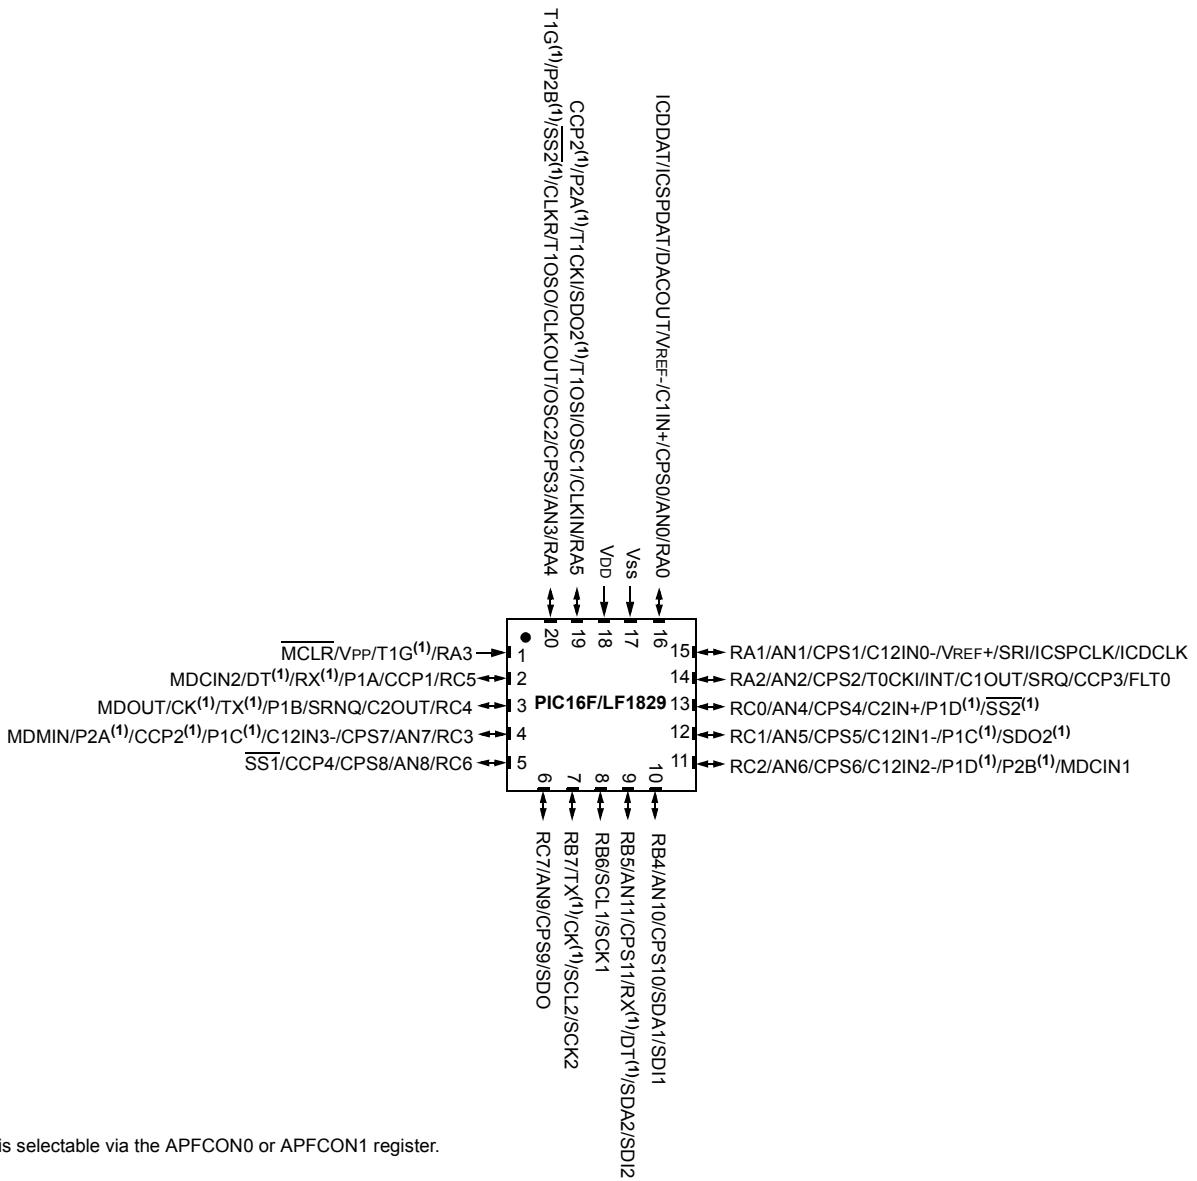 T1G(1)/P2B(1)/SS2(1)/CLKR/T1OSO/CLKOUT/OSC2/CPS3/AN3/RA4
CCP2(1)/P2A(1)/T1CKI/SDO2(1)/T1OSI/OSC1/CLKIN/RA5
VDD
Vss
ICDDAT/ICSPDAT/DACOUT/VREF-/C1IN+/CPS0/AN0/RA0
20
19
18
17
16
MCLR/VPP/T1G(1)/RA3
1
MDCIN2/DT(1)/RX(1)/P1A/CCP1/RC5
2
MDOUT/CK(1)/TX(1)/P1B/SRNQ/C2OUT/RC4
3
MDMIN/P2A(1)/CCP2(1)/P1C(1)/C12IN3-/CPS7/AN7/RC3
4
SS1/CCP4/CPS8/AN8/RC6
5
PIC16F/LF1829
15
RA1/AN1/CPS1/C12IN0-/VREF+/SRI/ICSPCLK/ICDCLK
14
RA2/AN2/CPS2/T0CKI/INT/C1OUT/SRQ/CCP3/FLT0
13
RC0/AN4/CPS4/C2IN+/P1D(1)/SS2(1)
12
RC1/AN5/CPS5/C12IN1-/P1C(1)/SDO2(1)
11
RC2/AN6/CPS6/C12IN2-/P1D(1)/P2B(1)/MDCIN1
6
7
8
9
10
RC7/AN9/CPS9/SDO
RB7/TX(1)/CK(1)/SCL2/SCK2
RB6/SCL1/SCK1
RB5/AN11/CPS11/RX(1)/DT(1)/SDA2/SDI2
RB4/AN10/CPS10/SDA1/SDI1
is selectable via the APFCON0 or APFCON1 register.